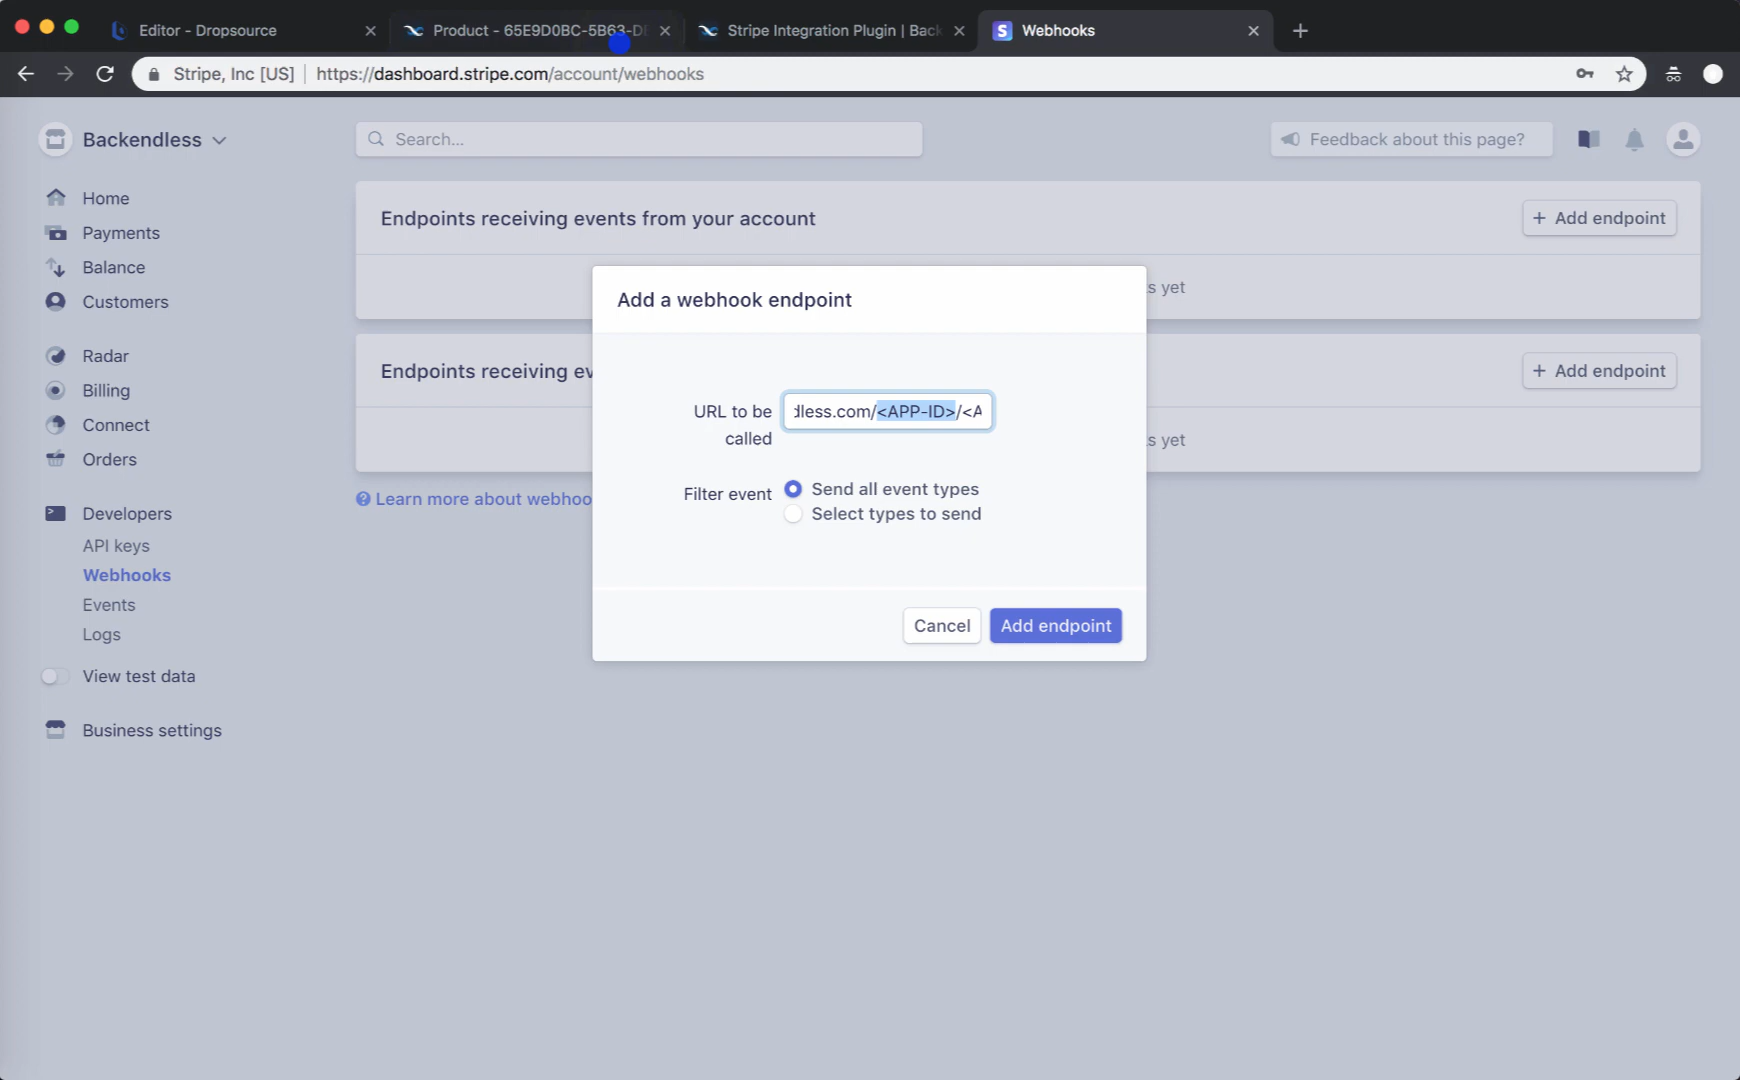 Editor - Dropsource
Product - 65E9D0BC-5B63-DI
Stripe Integration Plugin | Back
Webhooks
Stripe, Inc [US]
https://dashboard.stripe.com/account/webhooks
Backendless
Search...
Feedback about this page?
Home
Payments
Balance
Customers
Radar
Billing
Connect
Orders
Developers
API keys
Webhooks
Events
Logs
View test data
Business settings
Endpoints receiving events from your account
+ Add endpoint
s yet
Endpoints receiving ev
+ Add endpoint
s yet
Learn more about webhoo
Add a webhook endpoint
URL to be
called
dless.com/<APP-ID>/<A
Filter event
Send all event types
Select types to send
Cancel
Add endpoint